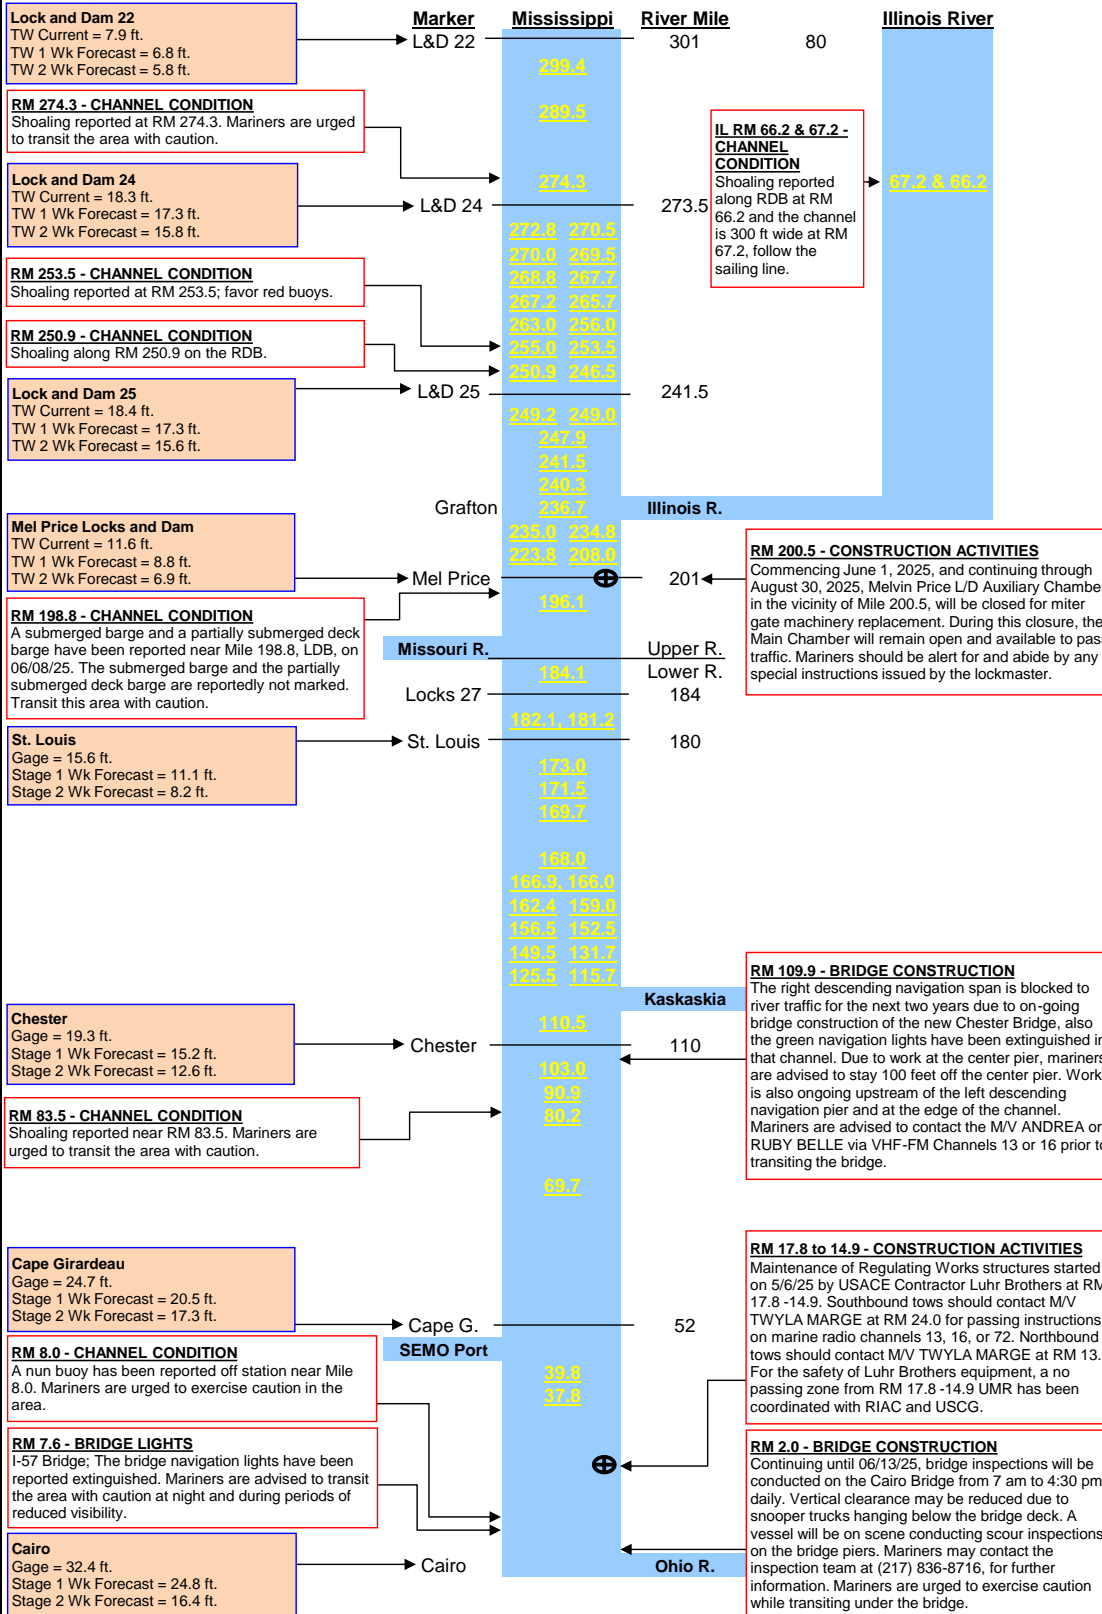 Marker Mississippi River Mile Illinois River
Lock and Dam 22
TW Current = 7.9 ft.
TW 1 Wk Forecast = 6.8 ft.
TW 2 Wk Forecast = 5.8 ft.
L&D 22 301 80
299.4
289.5
RM 274.3 - CHANNEL CONDITION
Shoaling reported at RM 274.3. Mariners are urged
to transit the area with caution.
274.3
IL RM 66.2 & 67.2 -
CHANNEL
CONDITION
Shoaling reported
along RDB at RM
66.2 and the channel
is 300 ft wide at RM
67.2, follow the
sailing line.
67.2 & 66.2
Lock and Dam 24
TW Current = 18.3 ft.
TW 1 Wk Forecast = 17.3 ft.
TW 2 Wk Forecast = 15.8 ft.
L&D 24 273.5
272.8 270.5
270.0 269.5
268.8 267.7
267.2 265.7
263.0 256.0
255.0 253.5
250.9 246.5
RM 253.5 - CHANNEL CONDITION
Shoaling reported at RM 253.5; favor red buoys.
RM 250.9 - CHANNEL CONDITION
Shoaling along RM 250.9 on the RDB.
Lock and Dam 25
TW Current = 18.4 ft.
TW 1 Wk Forecast = 17.3 ft.
TW 2 Wk Forecast = 15.6 ft.
L&D 25 241.5
249.2 249.0
247.9
241.5
240.3
Grafton 236.7 Illinois R.
235.0 234.8
223.8 208.0
Mel Price Locks and Dam
TW Current = 11.6 ft.
TW 1 Wk Forecast = 8.8 ft.
TW 2 Wk Forecast = 6.9 ft.
Mel Price 201
RM 200.5 - CONSTRUCTION ACTIVITIES
Commencing June 1, 2025, and continuing through
August 30, 2025, Melvin Price L/D Auxiliary Chamber
in the vicinity of Mile 200.5, will be closed for miter
gate machinery replacement. During this closure, the
Main Chamber will remain open and available to pass
traffic. Mariners should be alert for and abide by any
special instructions issued by the lockmaster.
196.1
RM 198.8 - CHANNEL CONDITION
A submerged barge and a partially submerged deck
barge have been reported near Mile 198.8, LDB, on
06/08/25. The submerged barge and the partially
submerged deck barge are reportedly not marked.
Transit this area with caution.
Missouri R. Upper R.
184.1 Lower R.
Locks 27 184
182.1, 181.2
St. Louis
Gage = 15.6 ft.
Stage 1 Wk Forecast = 11.1 ft.
Stage 2 Wk Forecast = 8.2 ft.
St. Louis 180
173.0
171.5
169.7
168.0
166.9, 166.0
162.4 159.0
156.5 152.5
149.5 131.7
125.5 115.7
Kaskaskia
RM 109.9 - BRIDGE CONSTRUCTION
The right descending navigation span is blocked to
river traffic for the next two years due to on-going
bridge construction of the new Chester Bridge, also
the green navigation lights have been extinguished in
that channel. Due to work at the center pier, mariners
are advised to stay 100 feet off the center pier. Work
is also ongoing upstream of the left descending
navigation pier and at the edge of the channel.
Mariners are advised to contact the M/V ANDREA or
RUBY BELLE via VHF-FM Channels 13 or 16 prior to
transiting the bridge.
110.5
Chester
Gage = 19.3 ft.
Stage 1 Wk Forecast = 15.2 ft.
Stage 2 Wk Forecast = 12.6 ft.
Chester 110
103.0
90.9
80.2
RM 83.5 - CHANNEL CONDITION
Shoaling reported near RM 83.5. Mariners are
urged to transit the area with caution.
69.7
Cape Girardeau
Gage = 24.7 ft.
Stage 1 Wk Forecast = 20.5 ft.
Stage 2 Wk Forecast = 17.3 ft.
Cape G. 52
SEMO Port
RM 17.8 to 14.9 - CONSTRUCTION ACTIVITIES
Maintenance of Regulating Works structures started
on 5/6/25 by USACE Contractor Luhr Brothers at RM
17.8 -14.9. Southbound tows should contact M/V
TWYLA MARGE at RM 24.0 for passing instructions
on marine radio channels 13, 16, or 72. Northbound
tows should contact M/V TWYLA MARGE at RM 13.
For the safety of Luhr Brothers equipment, a no
passing zone from RM 17.8 -14.9 UMR has been
coordinated with RIAC and USCG.
39.8
37.8
RM 8.0 - CHANNEL CONDITION
A nun buoy has been reported off station near Mile
8.0. Mariners are urged to exercise caution in the
area.
RM 7.6 - BRIDGE LIGHTS
I-57 Bridge; The bridge navigation lights have been
reported extinguished. Mariners are advised to transit
the area with caution at night and during periods of
reduced visibility.
RM 2.0 - BRIDGE CONSTRUCTION
Continuing until 06/13/25, bridge inspections will be
conducted on the Cairo Bridge from 7 am to 4:30 pm
daily. Vertical clearance may be reduced due to
snooper trucks hanging below the bridge deck. A
vessel will be on scene conducting scour inspections
on the bridge piers. Mariners may contact the
inspection team at (217) 836-8716, for further
information. Mariners are urged to exercise caution
while transiting under the bridge.
Cairo
Gage = 32.4 ft.
Stage 1 Wk Forecast = 24.8 ft.
Stage 2 Wk Forecast = 16.4 ft.
Cairo Ohio R.